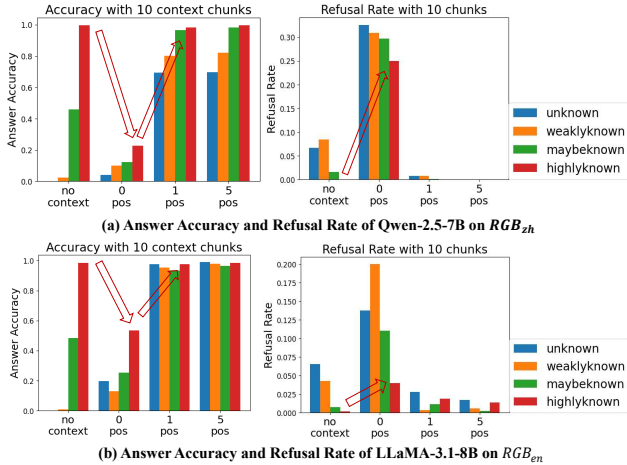 Accuracy with 10 context chunks
Answer Accuracy
1.0
0.8
0.6
0.4
0.2
0.0
no context
0 pos
1 pos
5 pos
Refusal Rate with 10 chunks
Refusal Rate
0.30
0.25
0.20
0.15
0.10
0.05
0.00
no context
0 pos
1 pos
5 pos
unknown
weaklyknown
maybeknown
highlyknown
(a) Answer Accuracy and Refusal Rate of Qwen-2.5-7B on RGB_zh
Accuracy with 10 context chunks
Answer Accuracy
1.0
0.8
0.6
0.4
0.2
0.0
no context
0 pos
1 pos
5 pos
Refusal Rate with 10 chunks
Refusal Rate
0.200
0.175
0.150
0.125
0.100
0.075
0.050
0.025
0.000
no context
0 pos
1 pos
5 pos
unknown
weaklyknown
maybeknown
highlyknown
(b) Answer Accuracy and Refusal Rate of LLaMA-3.1-8B on RGB_en